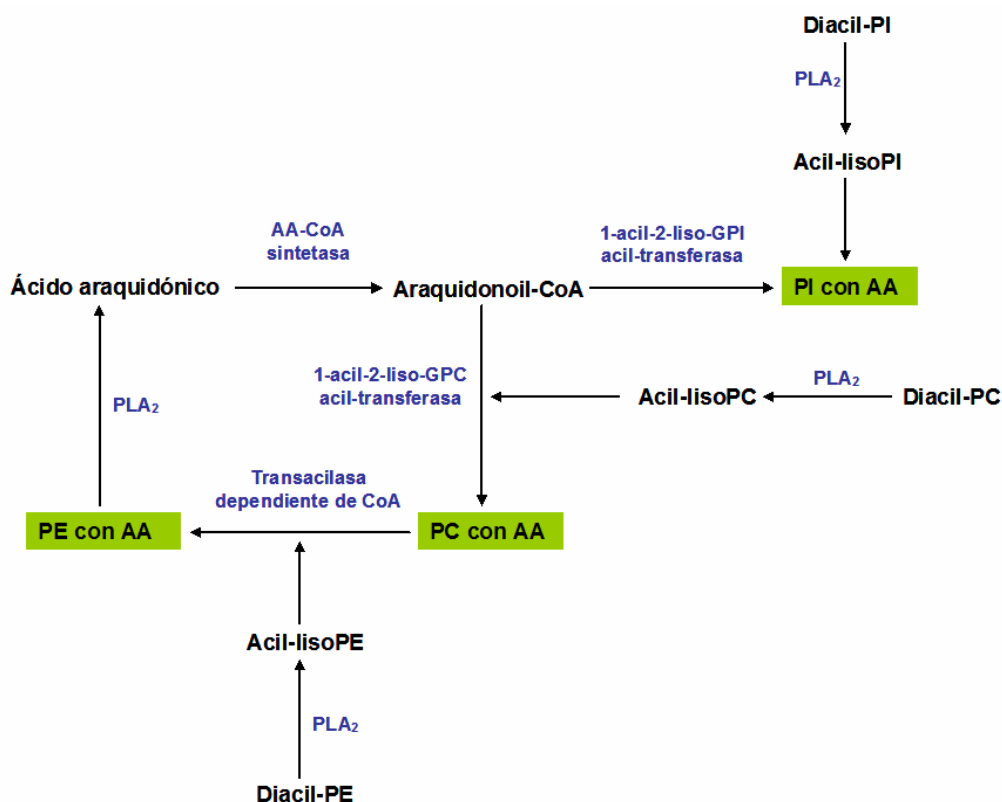 Diacil-PI
PLA₂
Acil-lisoPI
AA-CoA
sintetasa
1-acil-2-liso-GPI
acil-transferasa
Ácido araquidónico
Araquidonoil-CoA
PI con AA
1-acil-2-liso-GPC
acil-transferasa
PLA₂
Acil-lisoPC
PLA₂
Diacil-PC
Transacilasa
dependiente de CoA
PE con AA
PC con AA
Acil-lisoPE
PLA₂
Diacil-PE